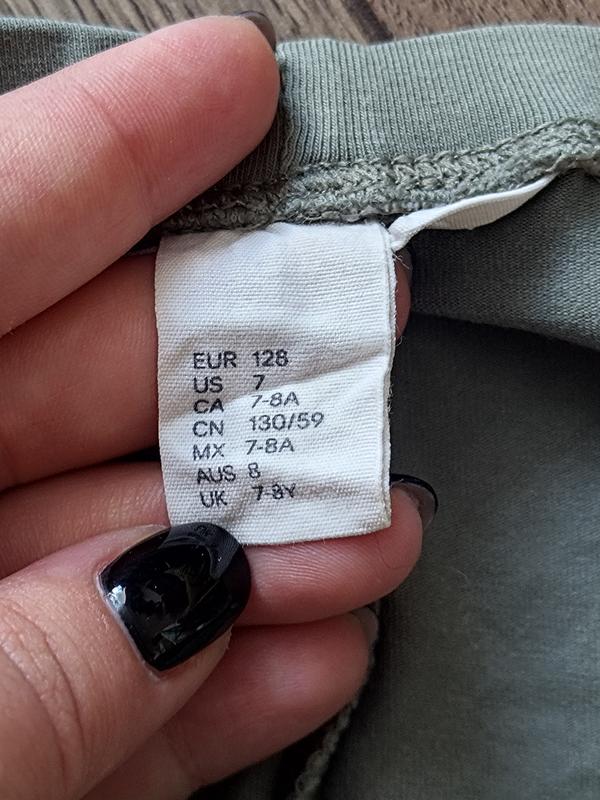 EUR 128
US 7
CA 7-8A
CN 130/59
MX 7-8A
AUS 8
UK 7-8Y